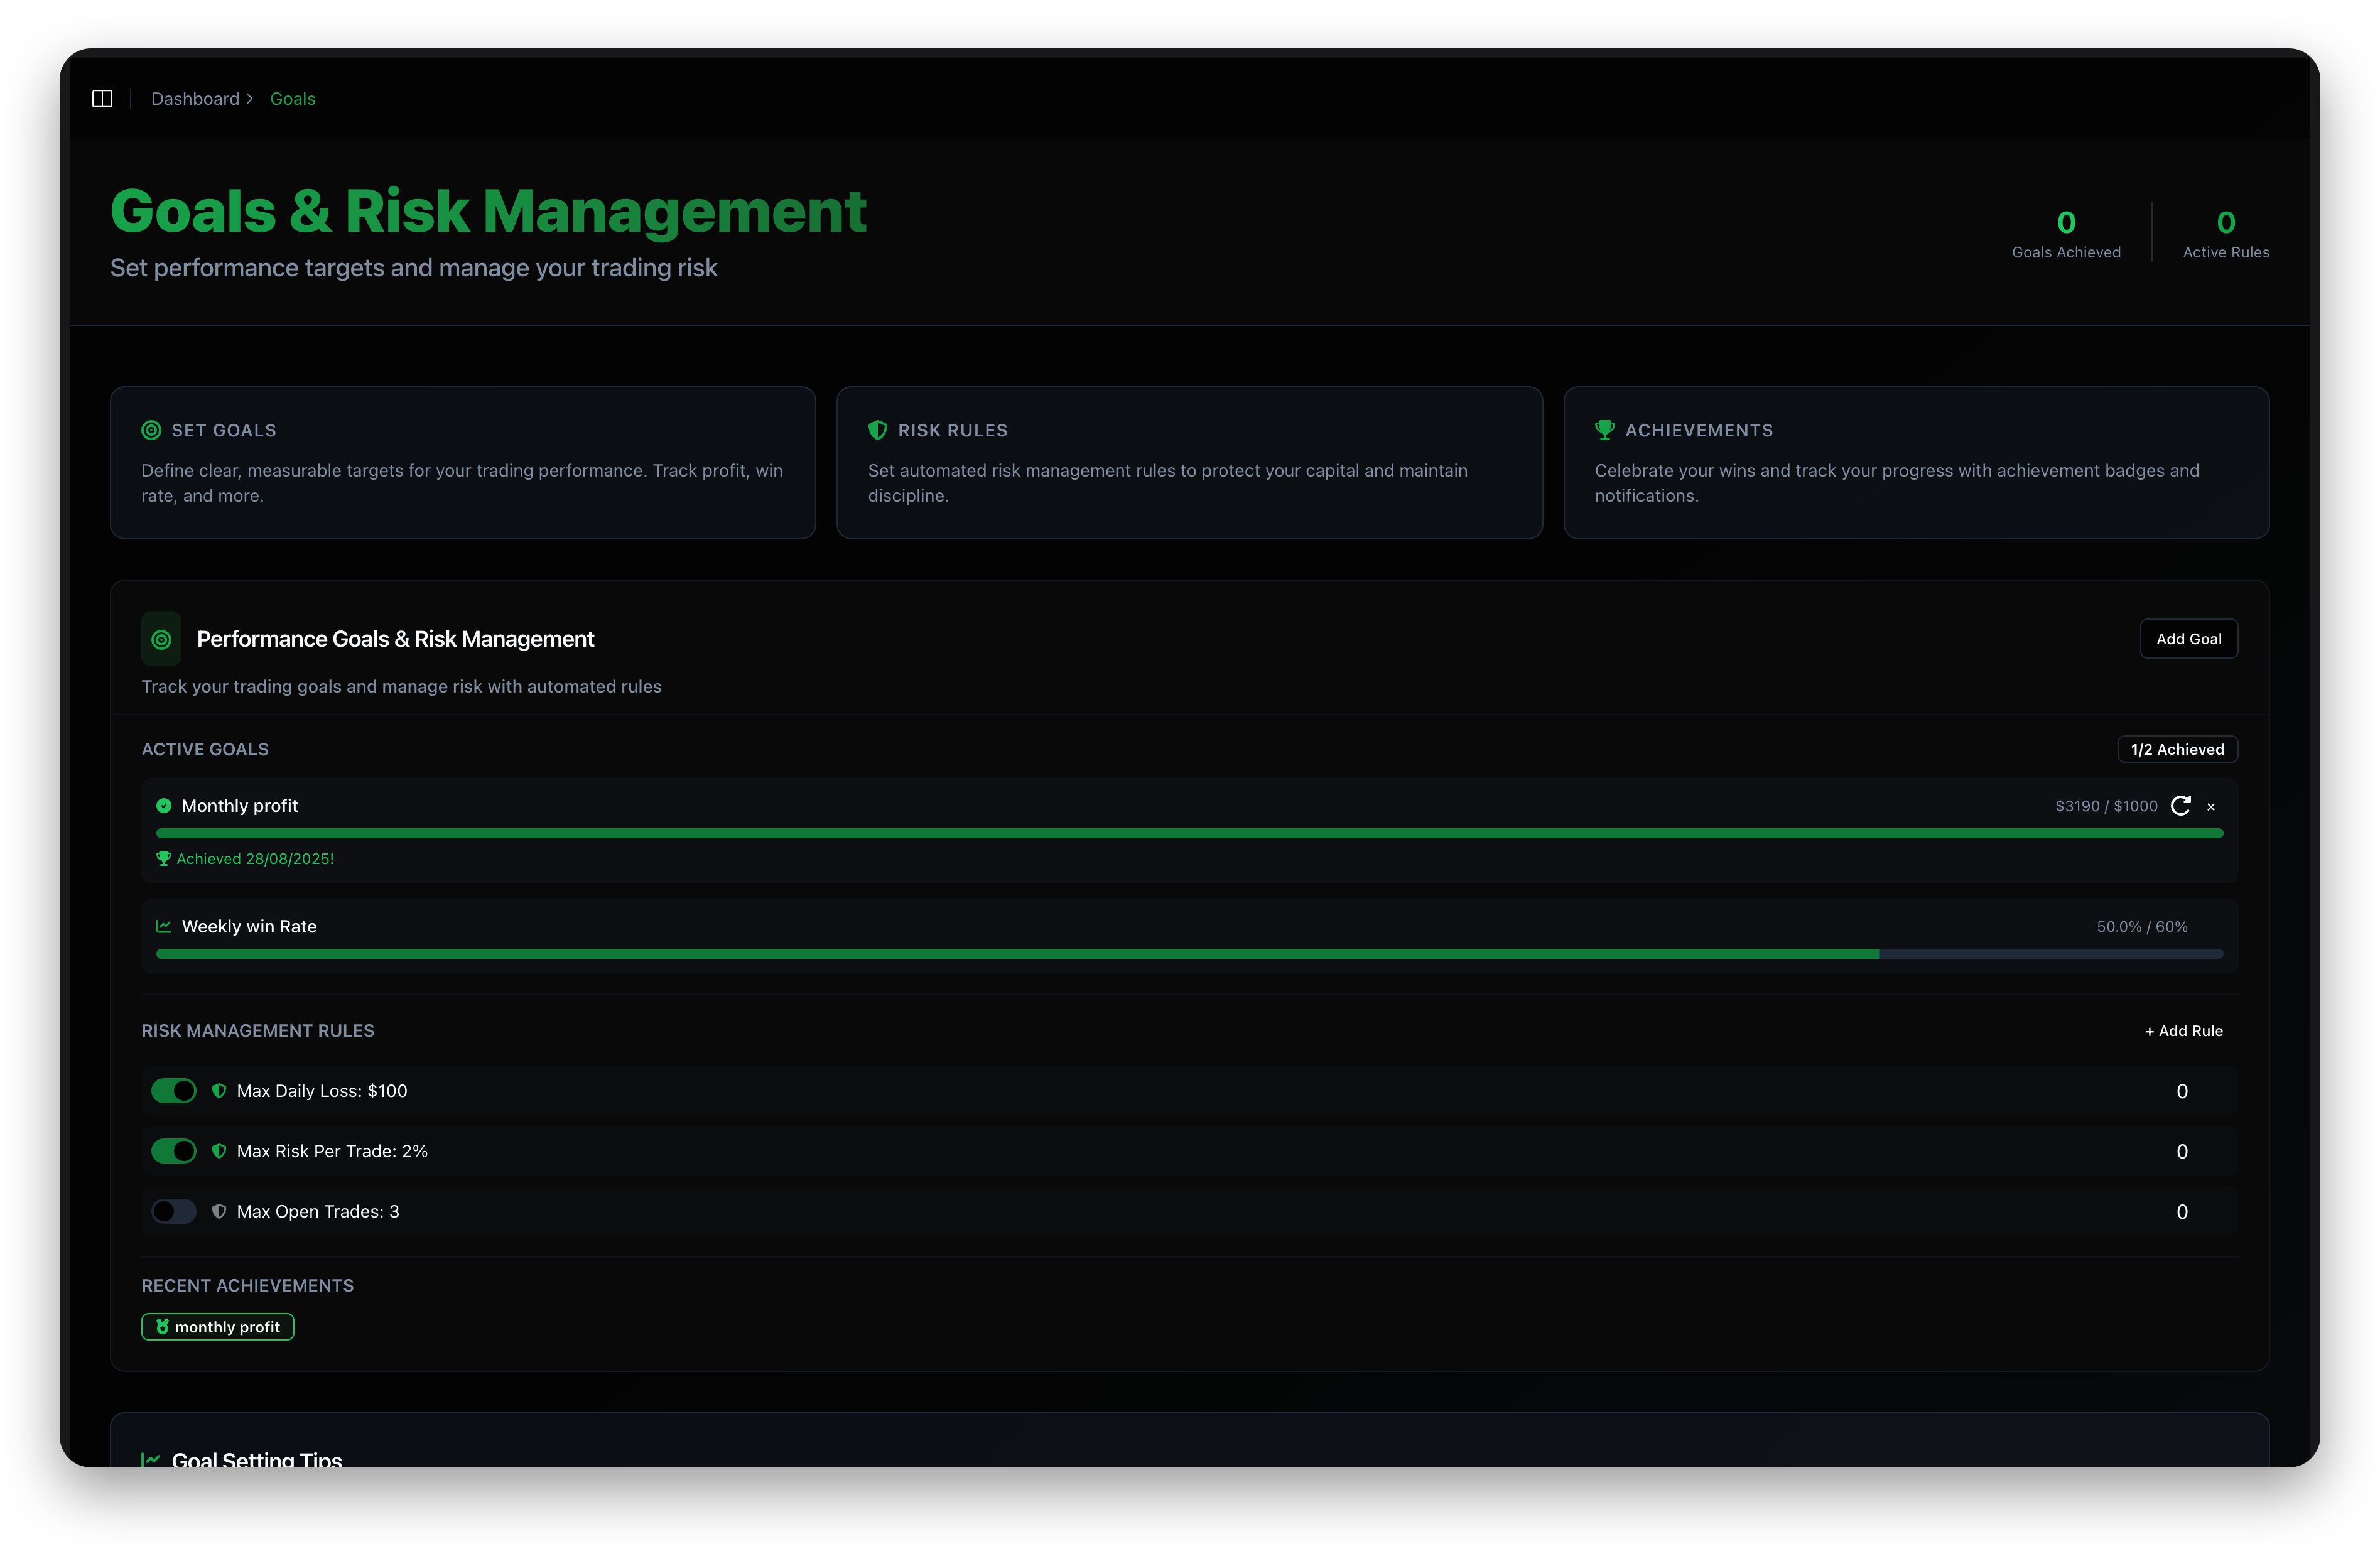 Dashboard > Goals
Goals & Risk Management
Set performance targets and manage your trading risk
0
Goals Achieved
0
Active Rules
SET GOALS
Define clear, measurable targets for your trading performance. Track profit, win
rate, and more.
RISK RULES
Set automated risk management rules to protect your capital and maintain
discipline.
ACHIEVEMENTS
Celebrate your wins and track your progress with achievement badges and
notifications.
Performance Goals & Risk Management
Add Goal
Track your trading goals and manage risk with automated rules
ACTIVE GOALS
1/2 Achieved
Monthly profit
$3190 / $1000
×
Achieved 28/08/2025!
Weekly win Rate
50.0% / 60%
RISK MANAGEMENT RULES
+ Add Rule
Max Daily Loss: $100
0
Max Risk Per Trade: 2%
0
Max Open Trades: 3
0
RECENT ACHIEVEMENTS
monthly profit
Goal Setting Tips